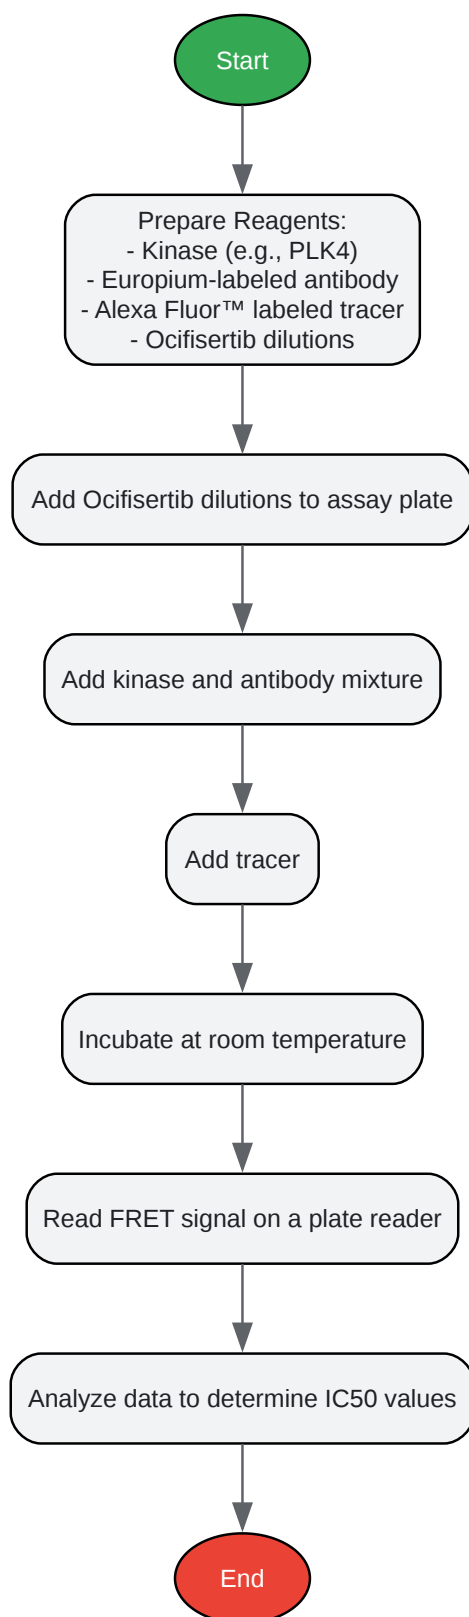 Start
Prepare Reagents:
- Kinase (e.g., PLK4)
- Europium-labeled antibody
- Alexa Fluor™ labeled tracer
- Ocifisertib dilutions
Add Ocifisertib dilutions to assay plate
Add kinase and antibody mixture
Add tracer
Incubate at room temperature
Read FRET signal on a plate reader
Analyze data to determine IC50 values
End